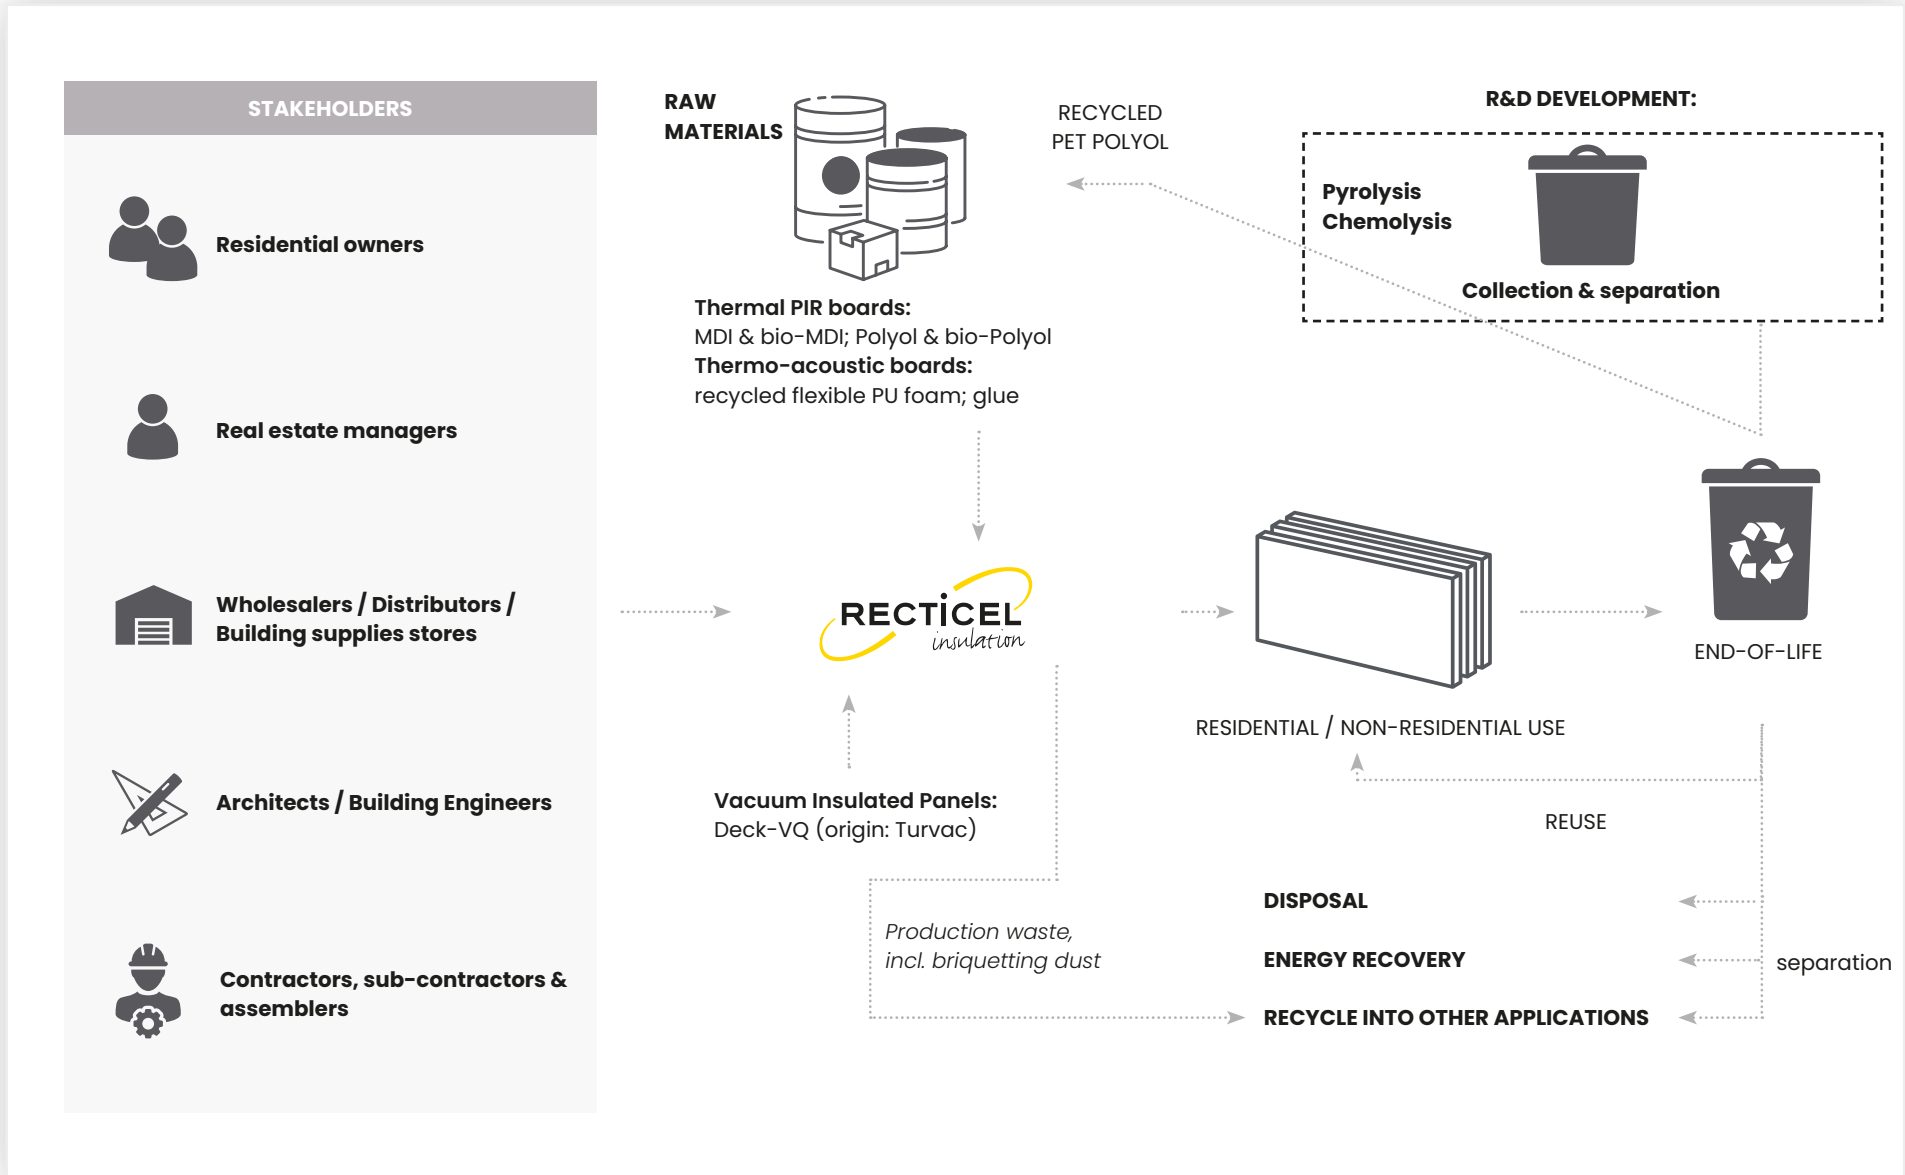 STAKEHOLDERS
Residential owners
Real estate managers
Wholesalers / Distributors /
Building supplies stores
Architects / Building Engineers
Contractors, sub-contractors &
assemblers
RAW
MATERIALS
Thermal PIR boards:
MDI & bio-MDI; Polyol & bio-Polyol
Thermo-acoustic boards:
recycled flexible PU foam; glue
RECYCLED
PET POLYOL
R&D DEVELOPMENT:
Pyrolysis
Chemolysis
Collection & separation
RECTICEL
insulation
Vacuum Insulated Panels:
Deck-VQ (origin: Turvac)
Production waste,
incl. briquetting dust
RESIDENTIAL / NON-RESIDENTIAL USE
END-OF-LIFE
REUSE
DISPOSAL
ENERGY RECOVERY
RECYCLE INTO OTHER APPLICATIONS
separation